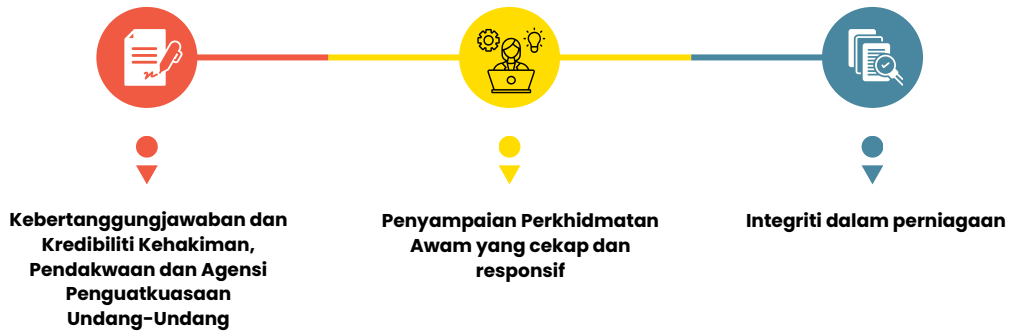 Kebertanggungjawaban dan
Kredibiliti Kehakiman,
Pendakwaan dan Agensi
Penguatkuasaan
Undang-Undang
Penyampaian Perkhidmatan
Awam yang cekap dan
responsif
Integriti dalam perniagaan